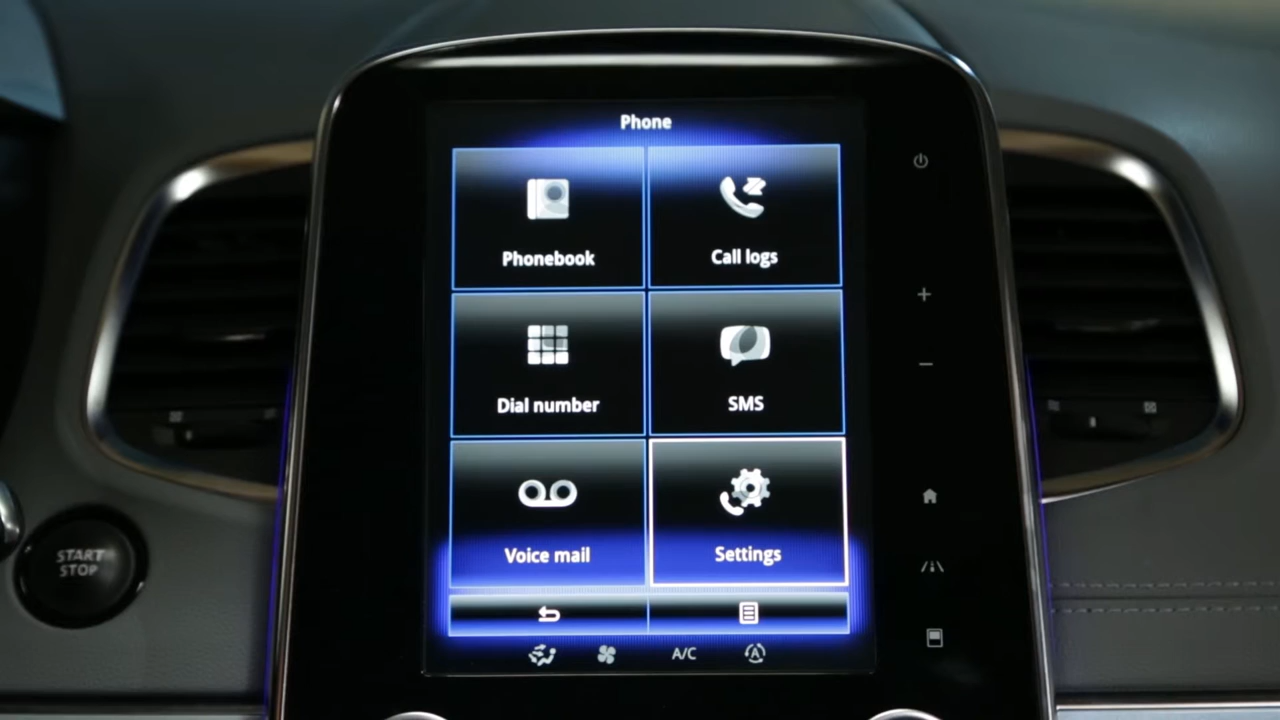 Phone
Phonebook
Call logs
Dial number
SMS
Voice mail
Settings
START
STOP
A/C